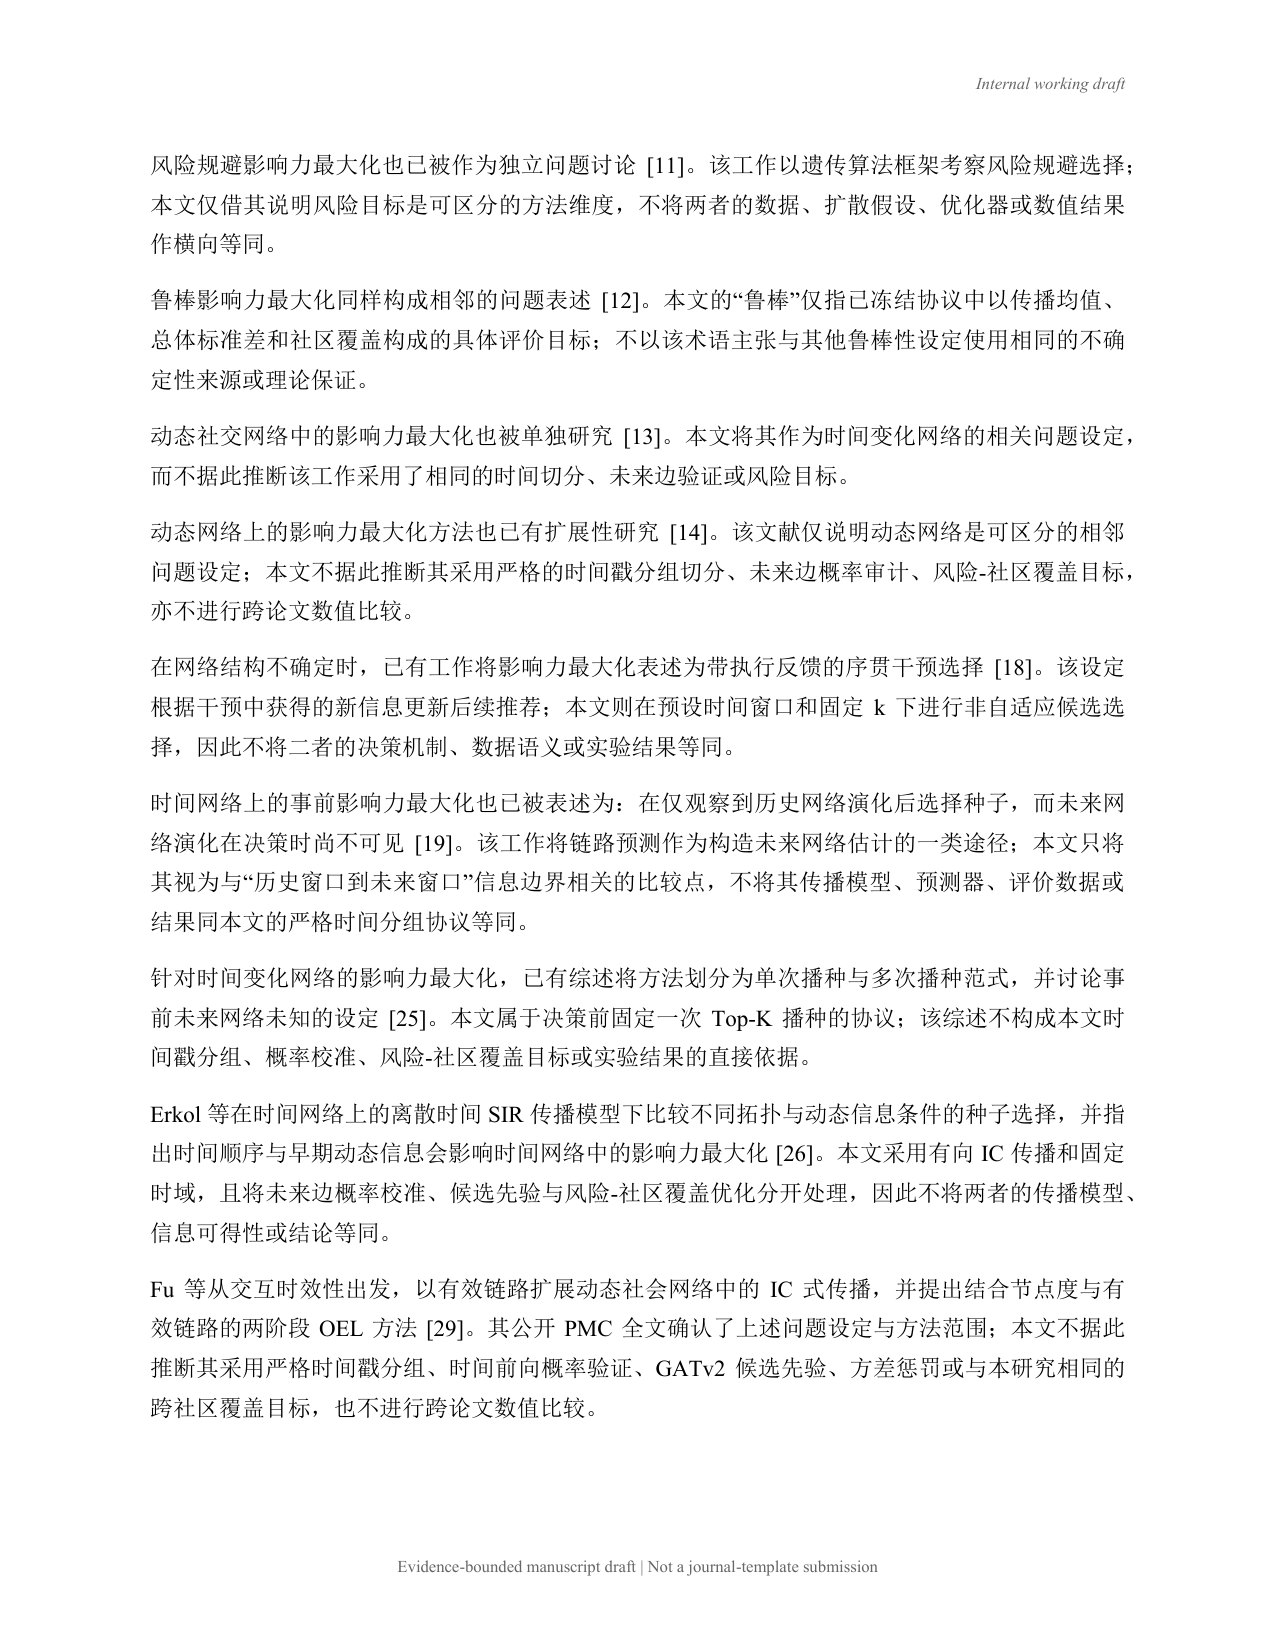 Internal working draft
风险规避影响力最大化也已被作为独立问题讨论 [11]。该工作以遗传算法框架考察风险规避选择；
本文仅借其说明风险目标是可区分的方法维度，不将两者的数据、扩散假设、优化器或数值结果
作横向等同。
鲁棒影响力最大化同样构成相邻的问题表述 [12]。本文的“鲁棒”仅指已冻结协议中以传播均值、
总体标准差和社区覆盖构成的具体评价目标；不以该术语主张与其他鲁棒性设定使用相同的不确
定性来源或理论保证。
动态社交网络中的影响力最大化也被单独研究 [13]。本文将其作为时间变化网络的相关问题设定，
而不据此推断该工作采用了相同的时间切分、未来边验证或风险目标。
动态网络上的影响力最大化方法也已有扩展性研究 [14]。该文献仅说明动态网络是可区分的相邻
问题设定；本文不据此推断其采用严格的时间戳分组切分、未来边概率审计、风险-社区覆盖目标，
亦不进行跨论文数值比较。
在网络结构不确定时，已有工作将影响力最大化表述为带执行反馈的序贯干预选择 [18]。该设定
根据干预中获得的新信息更新后续推荐；本文则在预设时间窗口和固定 k 下进行非自适应候选选
择，因此不将二者的决策机制、数据语义或实验结果等同。
时间网络上的事前影响力最大化也已被表述为：在仅观察到历史网络演化后选择种子，而未来网
络演化在决策时尚不可见 [19]。该工作将链路预测作为构造未来网络估计的一类途径；本文只将
其视为与“历史窗口到未来窗口”信息边界相关的比较点，不将其传播模型、预测器、评价数据或
结果同本文的严格时间分组协议等同。
针对时间变化网络的影响力最大化，已有综述将方法划分为单次播种与多次播种范式，并讨论事
前未来网络未知的设定 [25]。本文属于决策前固定一次 Top-K 播种的协议；该综述不构成本文时
间戳分组、概率校准、风险-社区覆盖目标或实验结果的直接依据。
Erkol 等在时间网络上的离散时间 SIR 传播模型下比较不同拓扑与动态信息条件的种子选择，并指
出时间顺序与早期动态信息会影响时间网络中的影响力最大化 [26]。本文采用有向 IC 传播和固定
时域，且将未来边概率校准、候选先验与风险-社区覆盖优化分开处理，因此不将两者的传播模型、
信息可得性或结论等同。
Fu 等从交互时效性出发，以有效链路扩展动态社会网络中的 IC 式传播，并提出结合节点度与有
效链路的两阶段 OEL 方法 [29]。其公开 PMC 全文确认了上述问题设定与方法范围；本文不据此
推断其采用严格时间戳分组、时间前向概率验证、GATv2 候选先验、方差惩罚或与本研究相同的
跨社区覆盖目标，也不进行跨论文数值比较。
Evidence-bounded manuscript draft | Not a journal-template submission